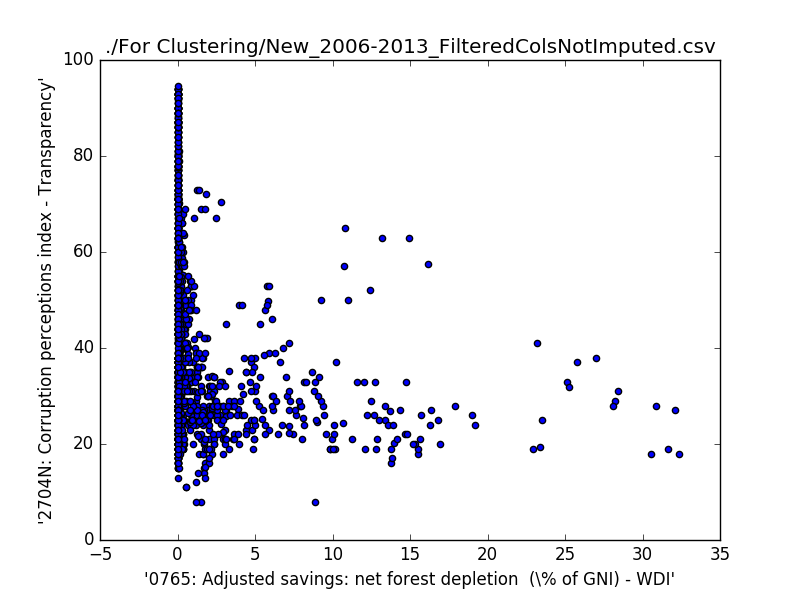 ./For Clustering/New_2006-2013_FilteredColsNotImputed.csv
'2704N: Corruption perceptions index - Transparency'
100
80
60
40
20
0
−5 0 5 10 15 20 25 30 35
'0765: Adjusted savings: net forest depletion  (\% of GNI) - WDI'